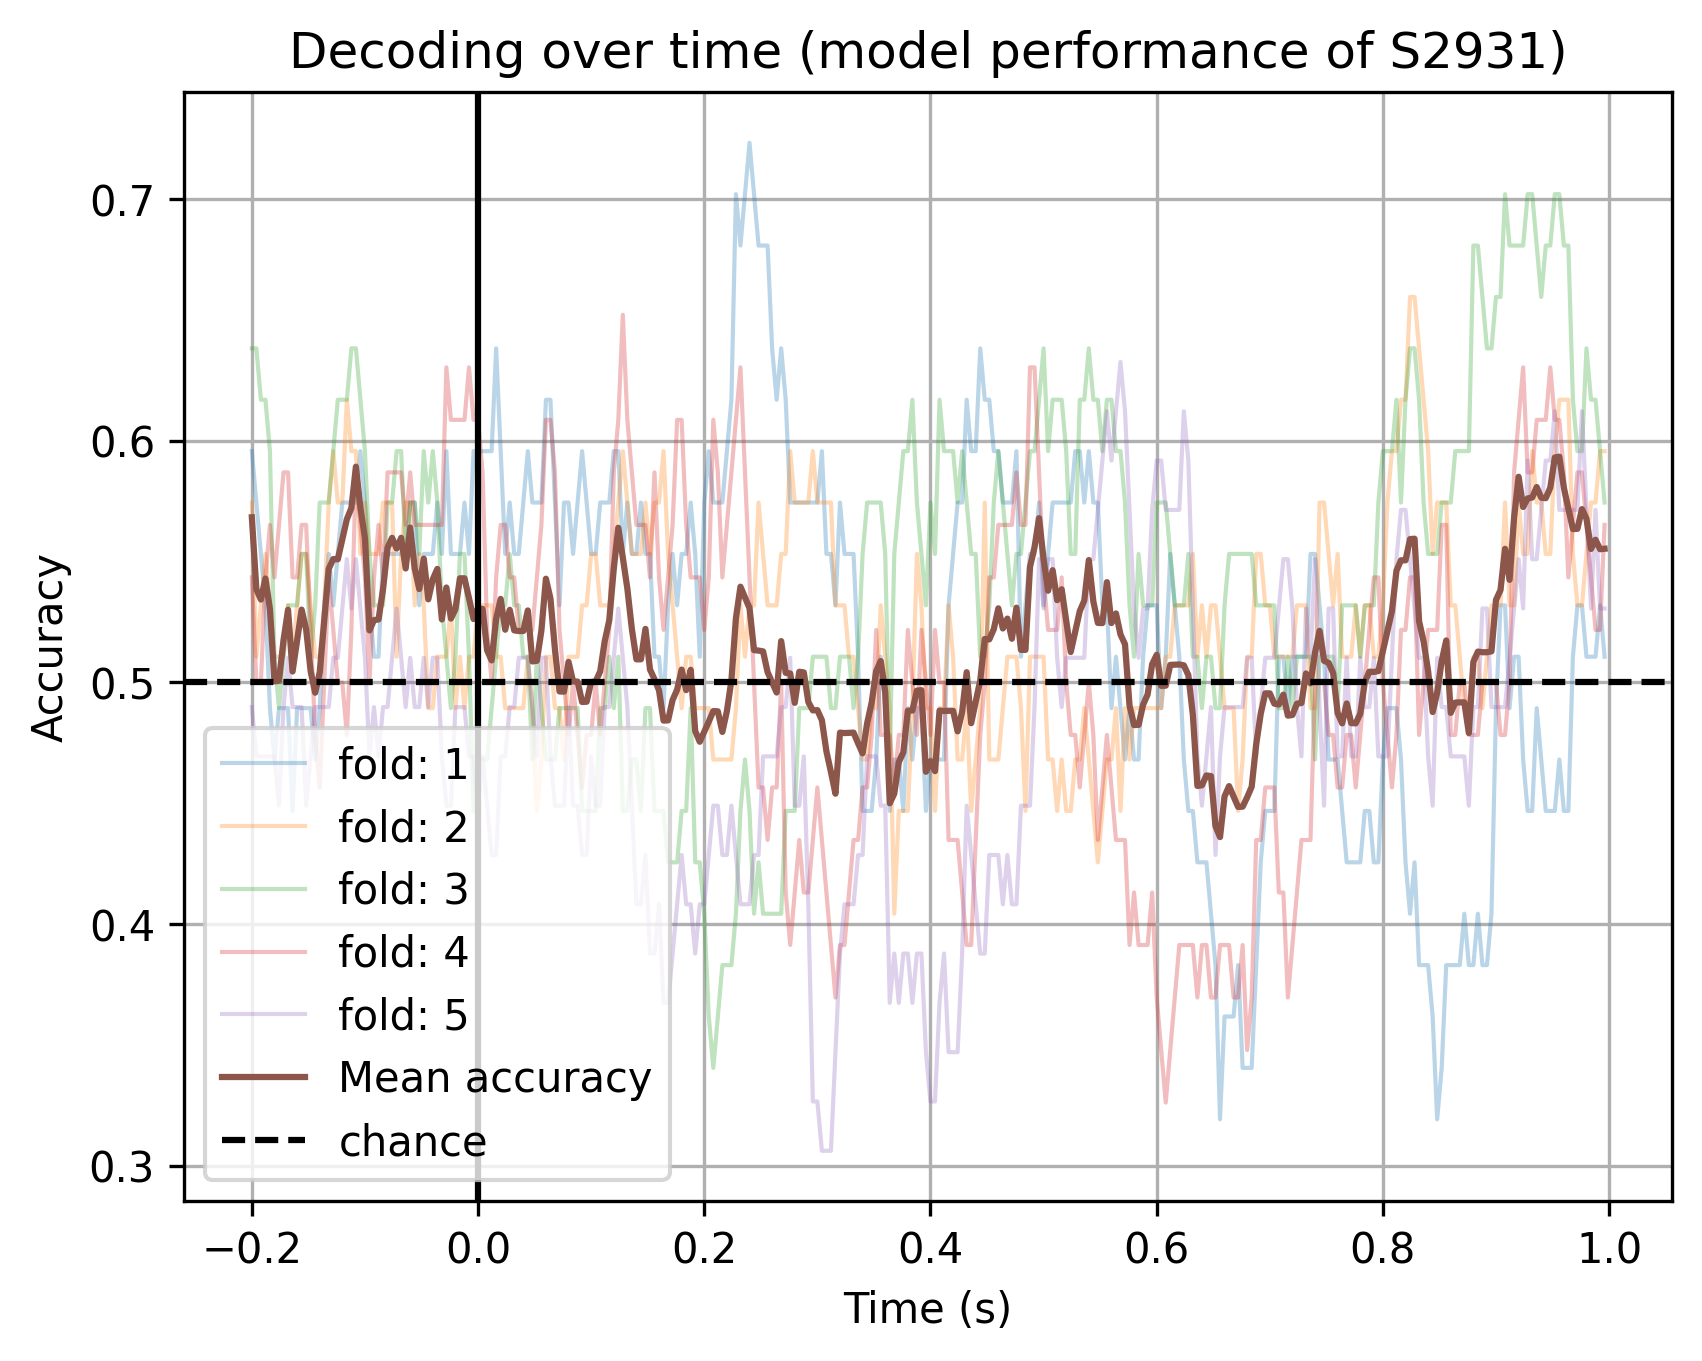 Decoding over time (model performance of S2931)
Accuracy
0.7
0.6
0.5
0.4
0.3
fold: 1
fold: 2
fold: 3
fold: 4
fold: 5
Mean accuracy
chance
−0.2 0.0 0.2 0.4 0.6 0.8 1.0
Time (s)